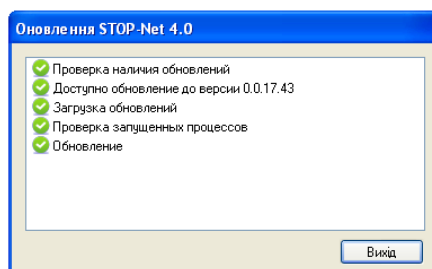 Оновлення STOP-Net 4.0
Проверка наличия обновлений
Доступно обновление до версии 0.0.17.43
Загрузка обновлений
Проверка запущенных процессов
Обновление
Вихід